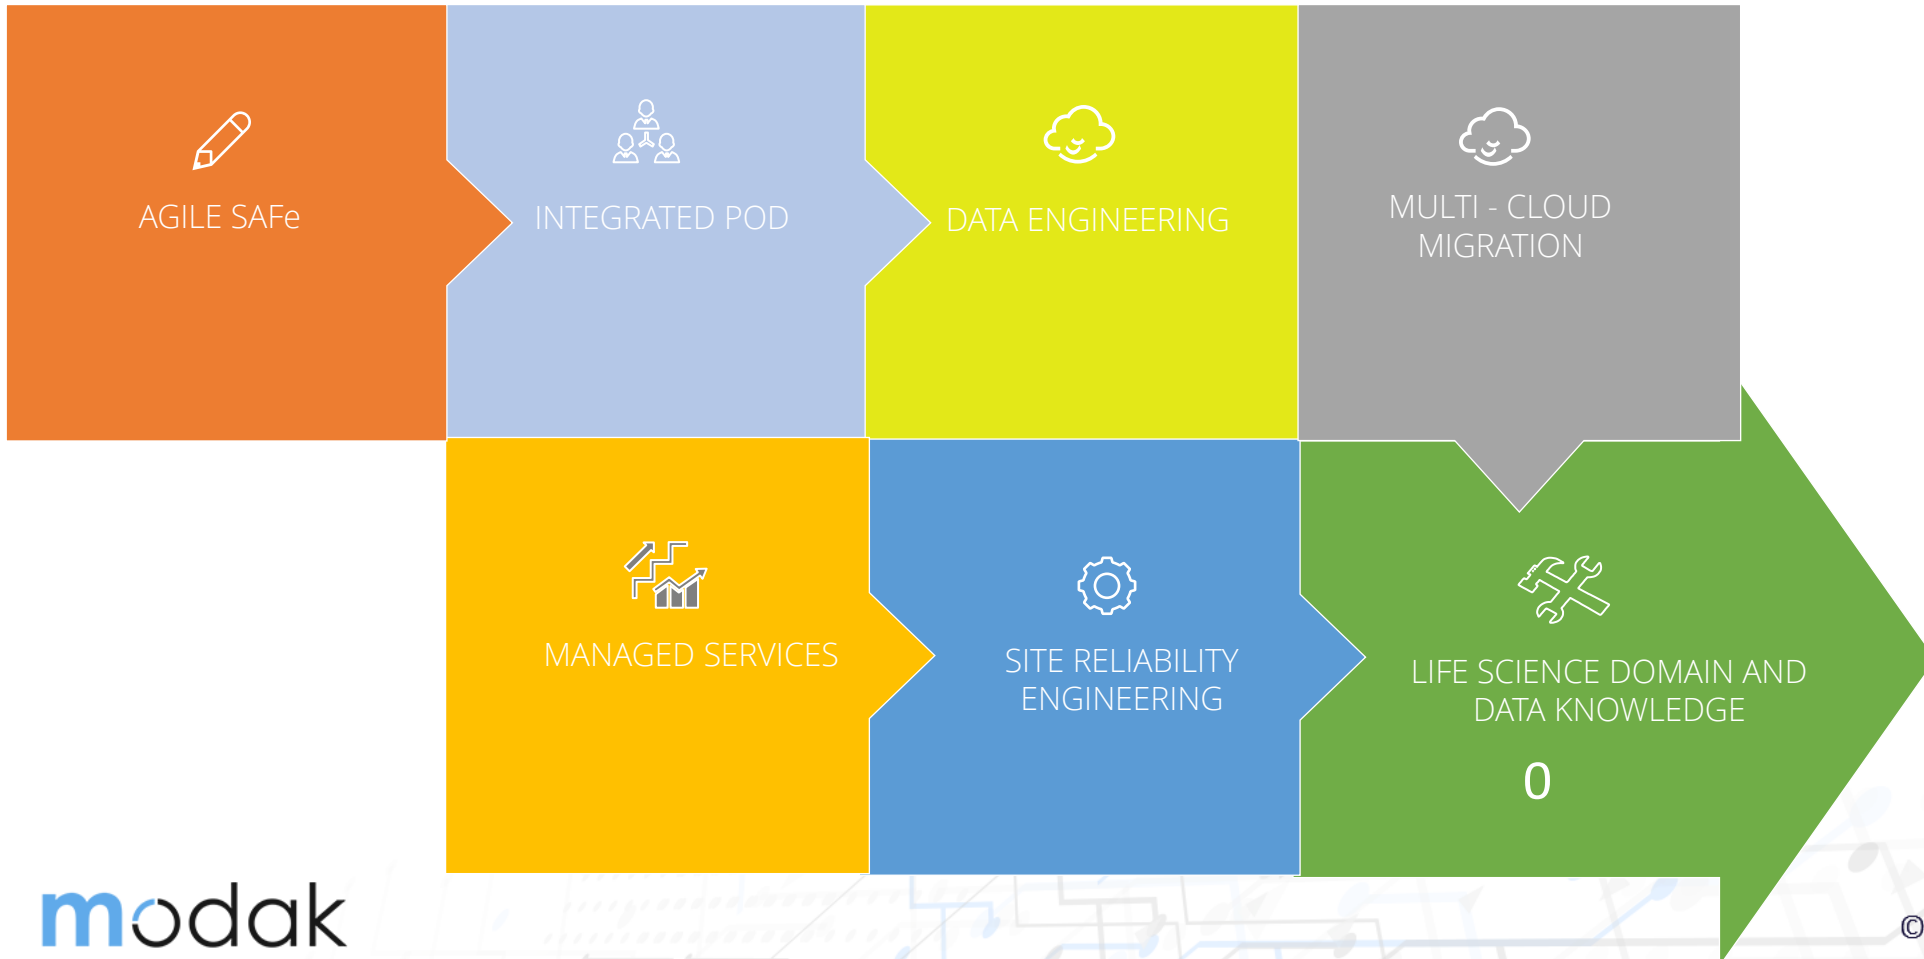 AGILE SAFe
INTEGRATED POD
DATA ENGINEERING
MULTI - CLOUD
MIGRATION
MANAGED SERVICES
SITE RELIABILITY
ENGINEERING
LIFE SCIENCE DOMAIN AND
DATA KNOWLEDGE
0
modak
©